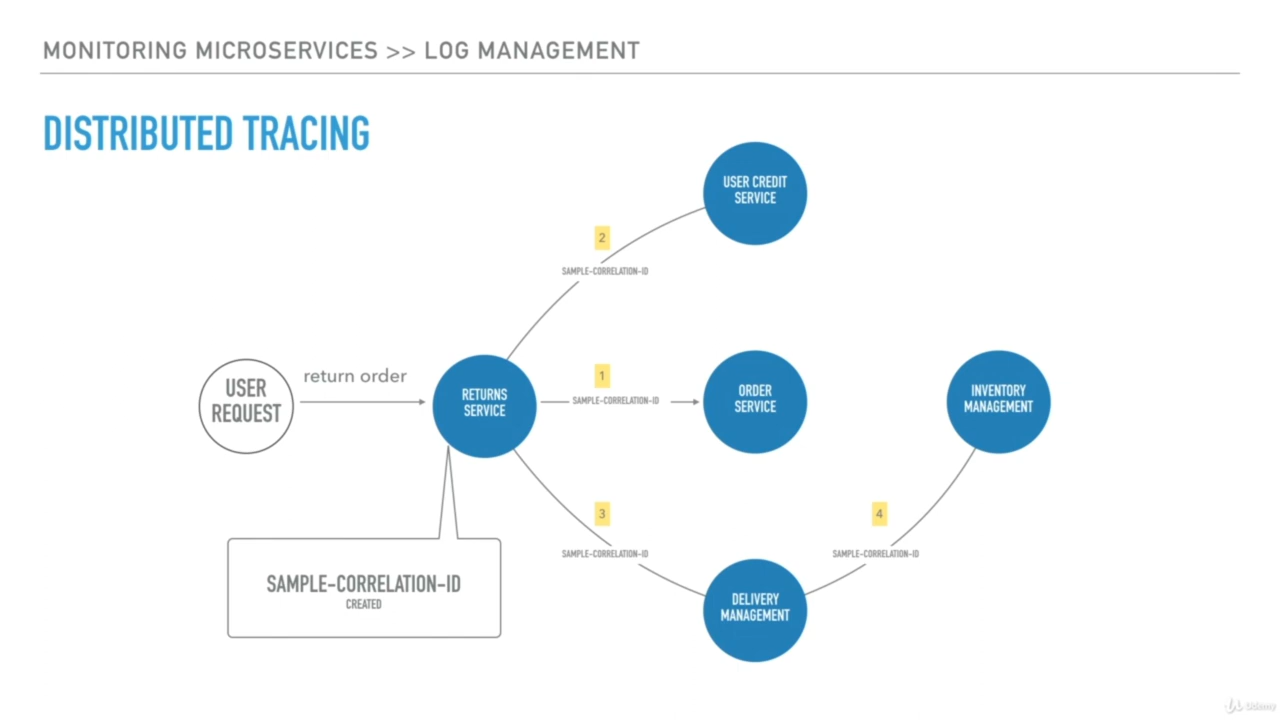 MONITORING MICROSERVICES >> LOG MANAGEMENT
DISTRIBUTED TRACING
USER CREDIT
SERVICE
2
SAMPLE-CORRELATION-ID
USER
REQUEST
return order
RETURNS
SERVICE
1
SAMPLE-CORRELATION-ID
ORDER
SERVICE
INVENTORY
MANAGEMENT
3
SAMPLE-CORRELATION-ID
4
SAMPLE-CORRELATION-ID
SAMPLE-CORRELATION-ID
CREATED
DELIVERY
MANAGEMENT
Udemy